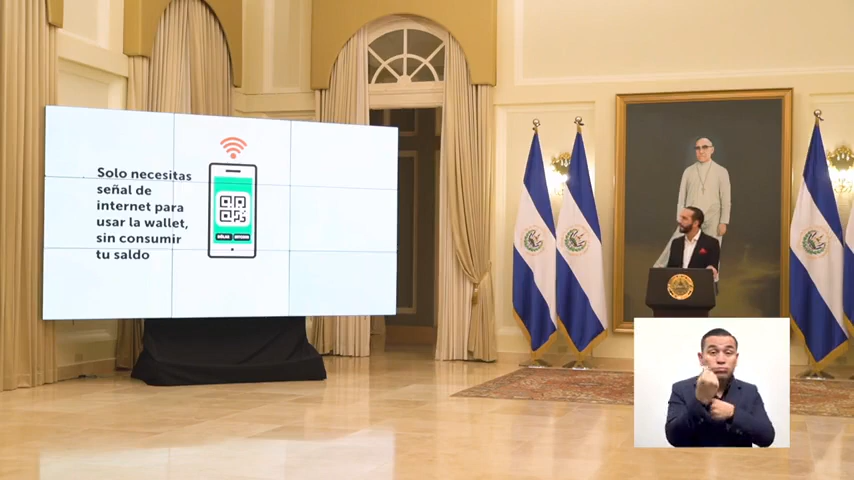 Solo necesitas
señal de
internet para
usar la wallet,
sin consumir
tu saldo